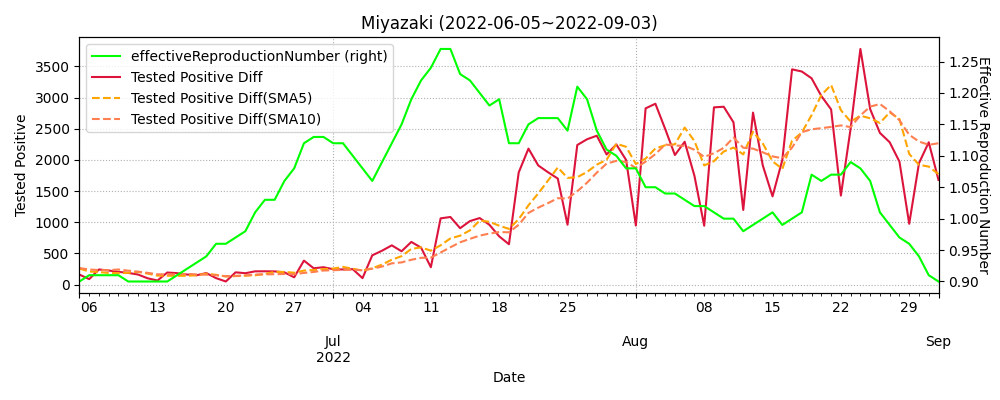 Miyazaki (2022-06-05~2022-09-03)
effectiveReproductionNumber (right)
Tested Positive Diff
Tested Positive Diff(SMA5)
Tested Positive Diff(SMA10)
Tested Positive
3500
3000
2500
2000
1500
1000
500
0
1.25
1.20
1.15
1.10
1.05
1.00
0.95
0.90
Effective Reproduction Number
06 13 20 27 04 11 18 25 08 15 22 29
Jul Aug Sep
2022
Date